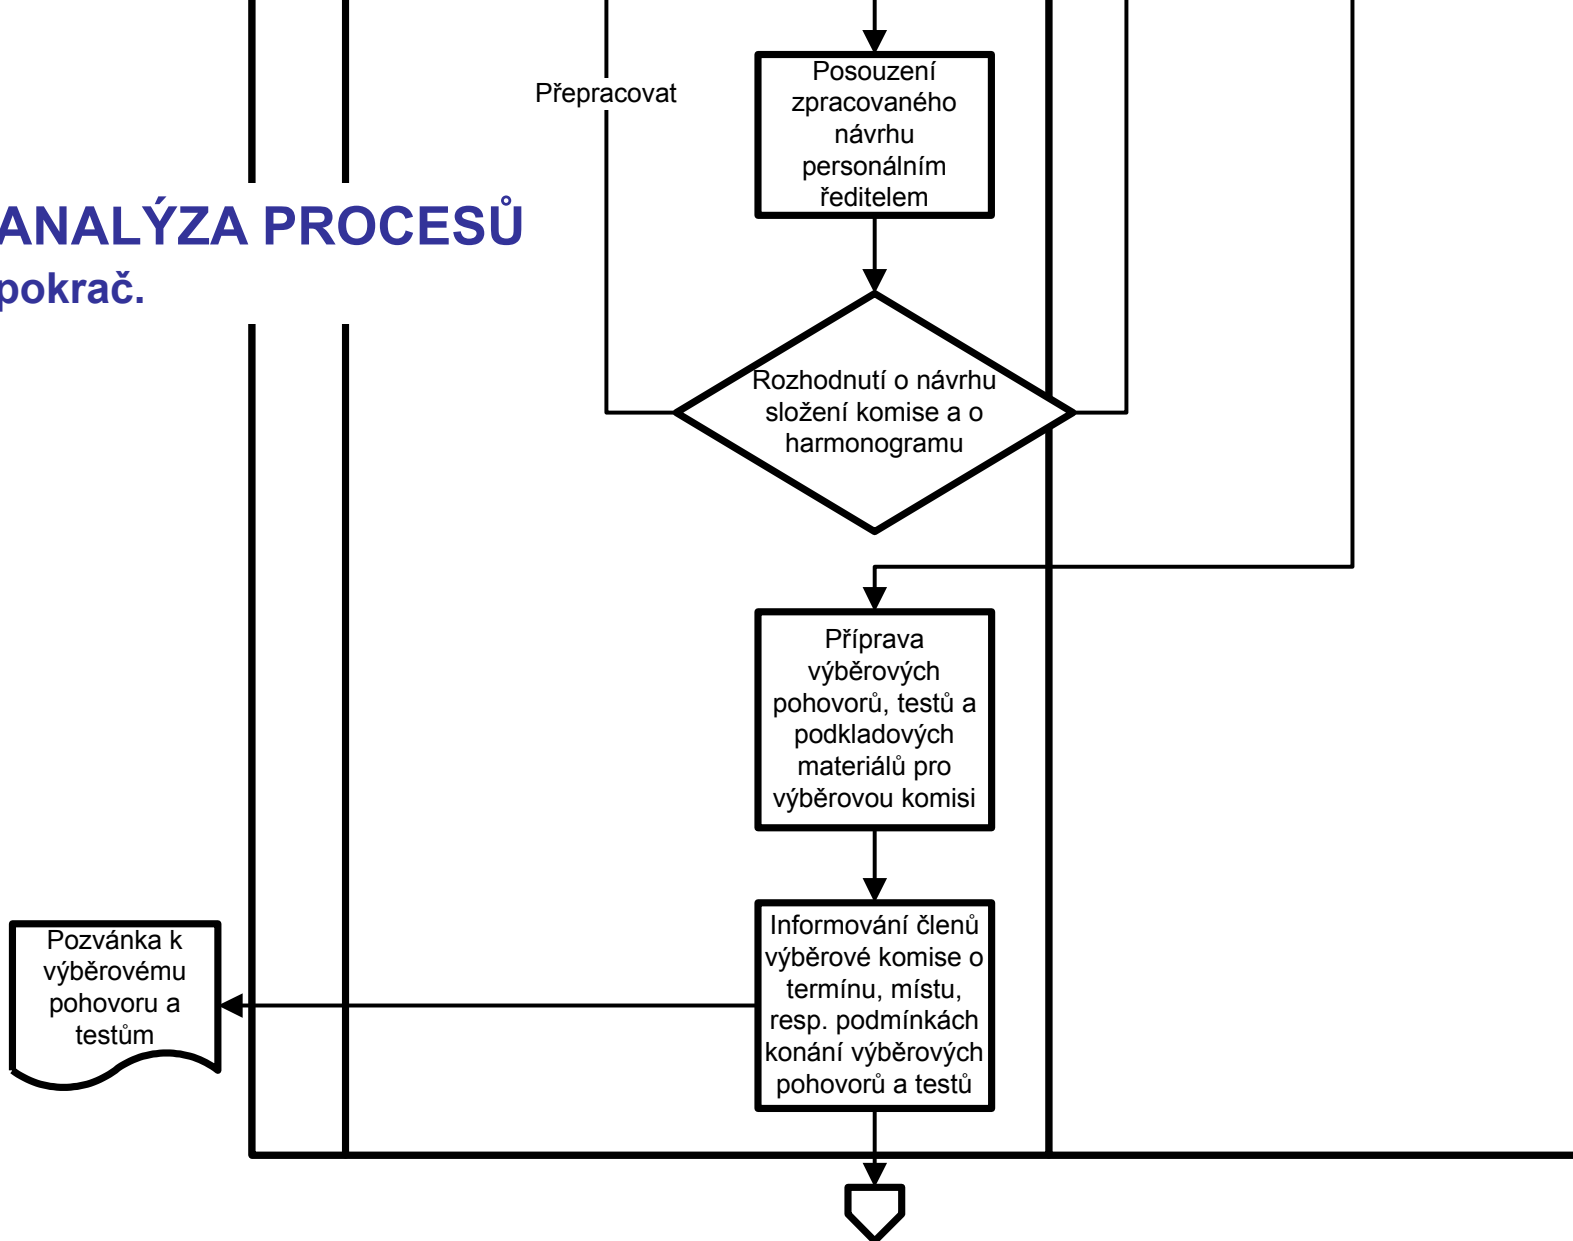 Přepracovat
Posouzení
zpracovaného
návrhu
personálním
ředitelem
ANALÝZA PROCESŮ
pokrač.
Rozhodnutí o návrhu
složení komise a o
harmonogramu
Příprava
výběrových
pohovorů, testů a
podkladových
materiálů pro
výběrovou komisi
Pozvánka k
výběrovému
pohovoru a
testům
Informování členů
výběrové komise o
termínu, místu,
resp. podmínkách
konání výběrových
pohovorů a testů